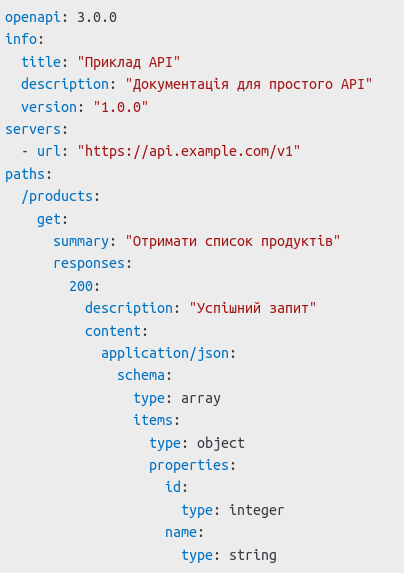 openapi: 3.0.0
info:
  title: "Приклад API"
  description: "Документація для простого API"
  version: "1.0.0"
servers:
  - url: "https://api.example.com/v1"
paths:
  /products:
    get:
      summary: "Отримати список продуктів"
      responses:
        200:
          description: "Успішний запит"
          content:
            application/json:
              schema:
                type: array
                items:
                  type: object
                  properties:
                    id:
                      type: integer
                    name:
                      type: string